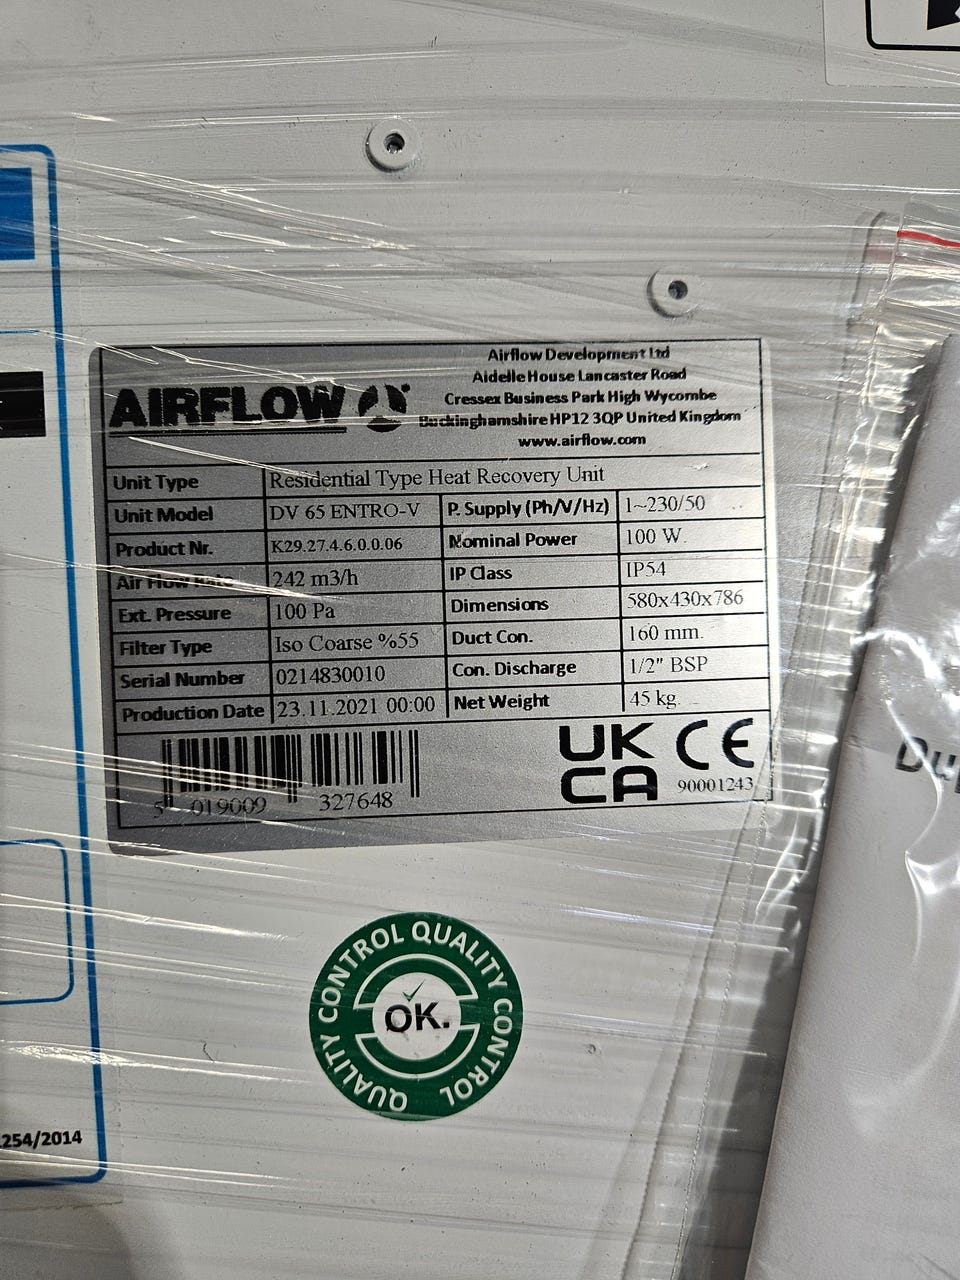 AIRFLOW
Airflow Development Ltd
Aidelle House Lancaster Road
Cressex Business Park High Wycombe
Buckinghamshire HP12 3QP United Kingdom
www.airflow.com
Unit Type Residential Type Heat Recovery Unit
Unit Model DV 65 ENTRO-V P. Supply (Ph/V/Hz) 1~230/50
Product Nr. K29.27.4.6.0.0.06 Nominal Power 100 W.
Air Flow Rate 242 m3/h IP Class IP54
Ext. Pressure 100 Pa Dimensions 580x430x786
Filter Type Iso Coarse %55 Duct Con. 160 mm.
Serial Number 0214830010 Con. Discharge 1/2" BSP
Production Date 23.11.2021 00:00 Net Weight 45 kg.
5 019009 327648
UK
CA
CE
90001243
QUALITY CONTROL QUALITY CONTROL
OK.
254/2014